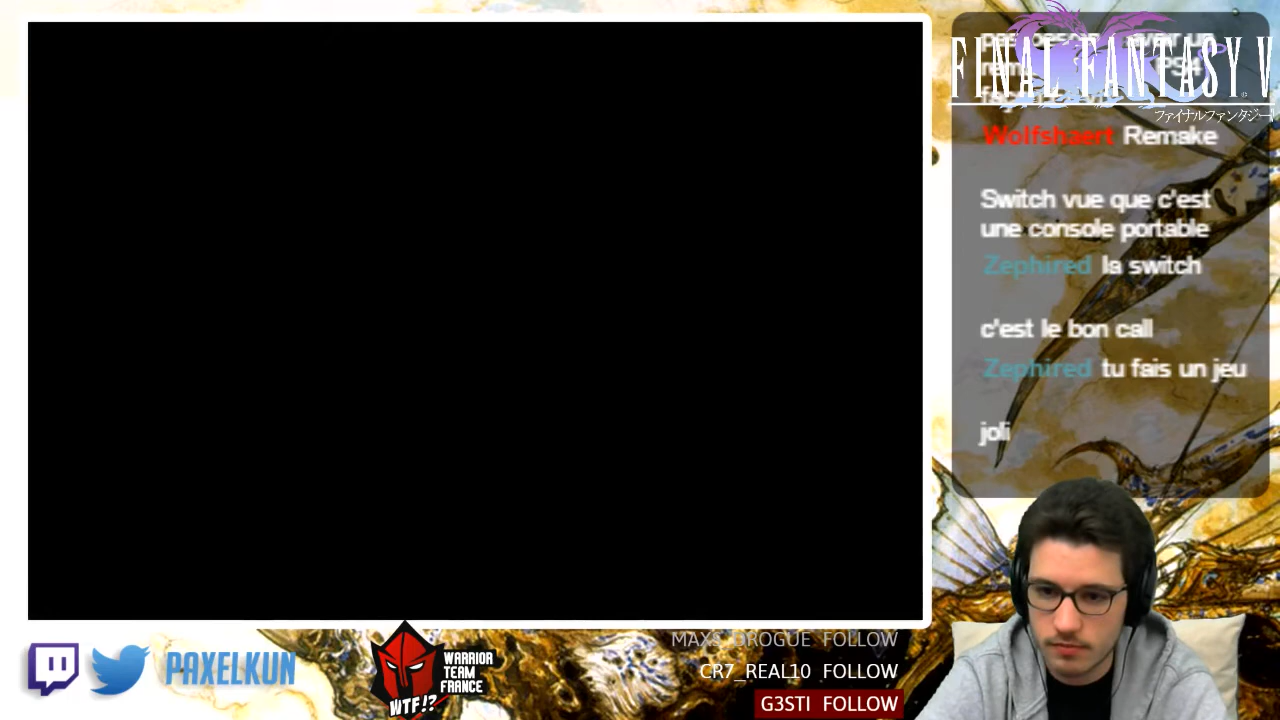 FINAL FANTASY V
ファイナルファンタジーV
Wolfshaert Remake
Switch vue que c'est
une console portable
Zephired la switch
c'est le bon call
Zephired tu fais un jeu
joli
PAXELKUN
WARRIOR
TEAM
FRANCE
WTF!?
FOLLOW
CR7_REAL10 FOLLOW
G3STI FOLLOW